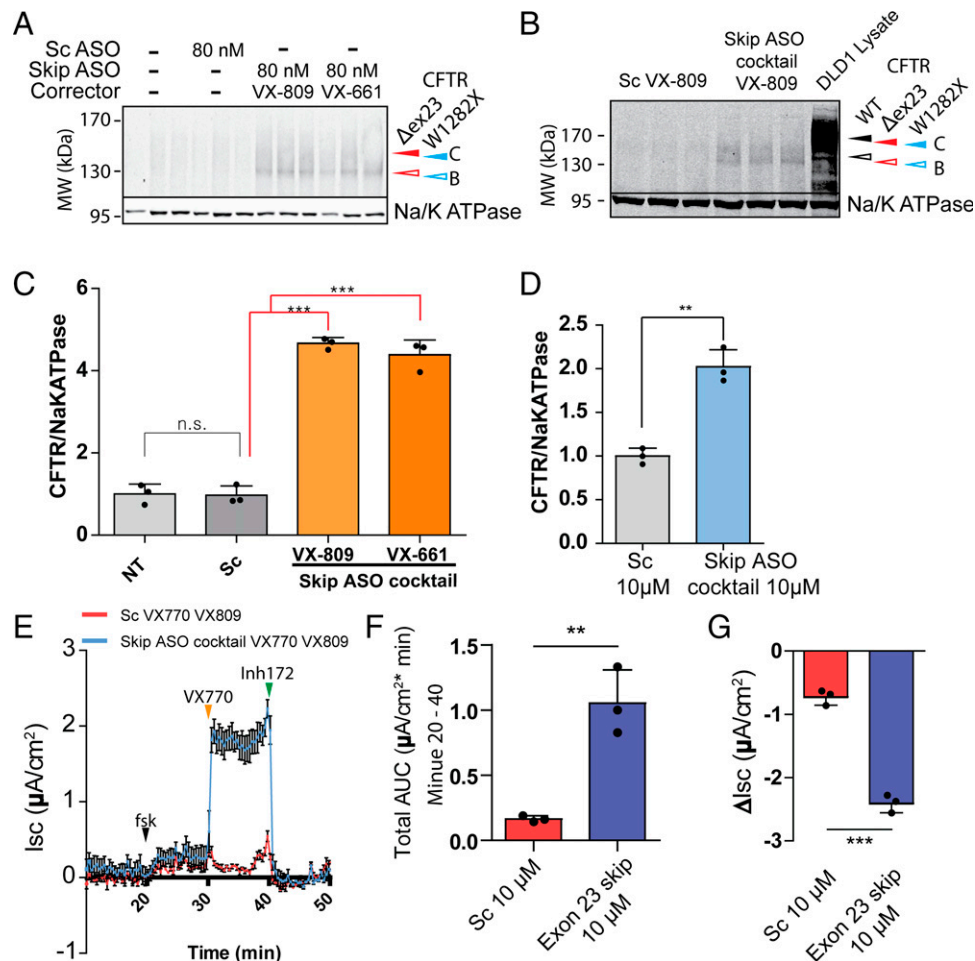 A
Sc ASO – 80 nM – –
Skip ASO – – 80 nM 80 nM
Corrector – – VX-809 VX-661
CFTR
Δex23
W1282X
MW (kDa)
170
130
95
C
B
Na/K ATPase
B
Sc VX-809
Skip ASO
cocktail
VX-809
DLD1 Lysate
CFTR
WT
Δex23
W1282X
MW (kDa)
170
130
95
C
B
Na/K ATPase
C
CFTR/NaKATPase
6
4
2
0
n.s.
***
***
NT
Sc
VX-809
VX-661
Skip ASO cocktail
D
CFTR/NaKATPase
2.5
2.0
1.5
1.0
0.5
0.0
**
Sc
10µM
Skip ASO
cocktail 10µM
E
Sc VX770 VX809
Skip ASO cocktail VX770 VX809
Isc (µA/cm²)
3
2
1
0
-1
fsk
VX770
Inh172
20
30
40
50
Time (min)
F
Total AUC (µA/cm²* min)
Minue 20 - 40
1.5
1.0
0.5
0.0
**
Sc 10 µM
Exon 23 skip
10 µM
G
ΔIsc (µA/cm²)
0
-1
-2
-3
***
Sc 10 µM
Exon 23 skip
10 µM